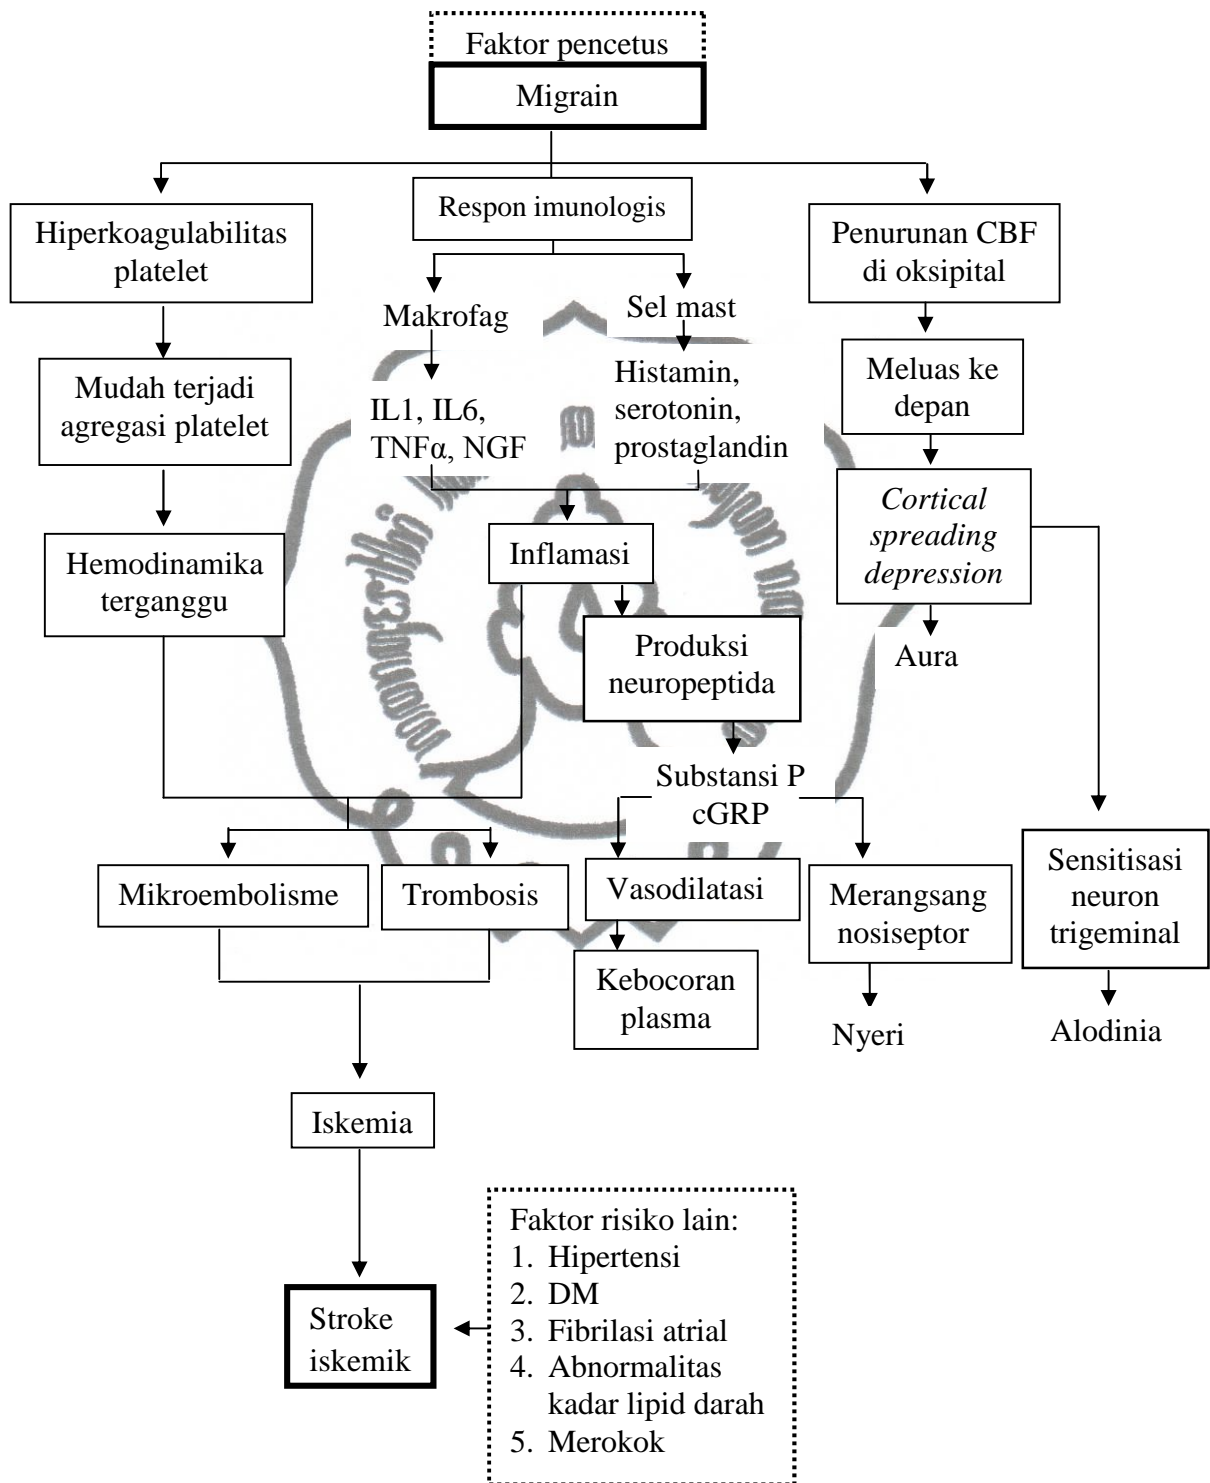 Faktor pencetus
Migrain
Respon imunologis
Hiperkoagulabilitas
platelet
Penurunan CBF
di oksipital
Makrofag
Sel mast
Mudah terjadi
agregasi platelet
IL1, IL6,
TNFα, NGF
Histamin,
serotonin,
prostaglandin
Meluas ke
depan
Cortical
spreading
depression
Hemodinamika
terganggu
Inflamasi
Produksi
neuropeptida
Aura
Substansi P
cGRP
Mikroembolisme
Trombosis
Vasodilatasi
Merangsang
nosiseptor
Sensitisasi
neuron
trigeminal
Kebocoran
plasma
Nyeri
Alodinia
Iskemia
Stroke
iskemik
Faktor risiko lain:
1. Hipertensi
2. DM
3. Fibrilasi atrial
4. Abnormalitas
kadar lipid darah
5. Merokok